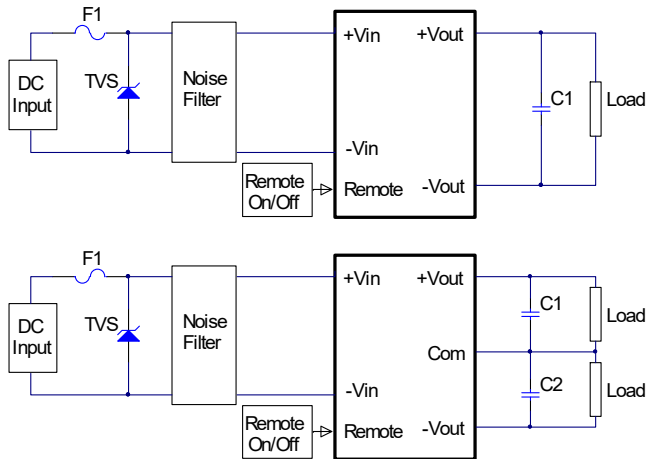 F1
+Vin
+Vout
TVS
Noise
Filter
DC
Input
C1
Load
-Vin
Remote
On/Off
Remote
-Vout
F1
+Vin
+Vout
C1
Load
TVS
Noise
Filter
DC
Input
Com
C2
Load
-Vin
Remote
On/Off
Remote
-Vout